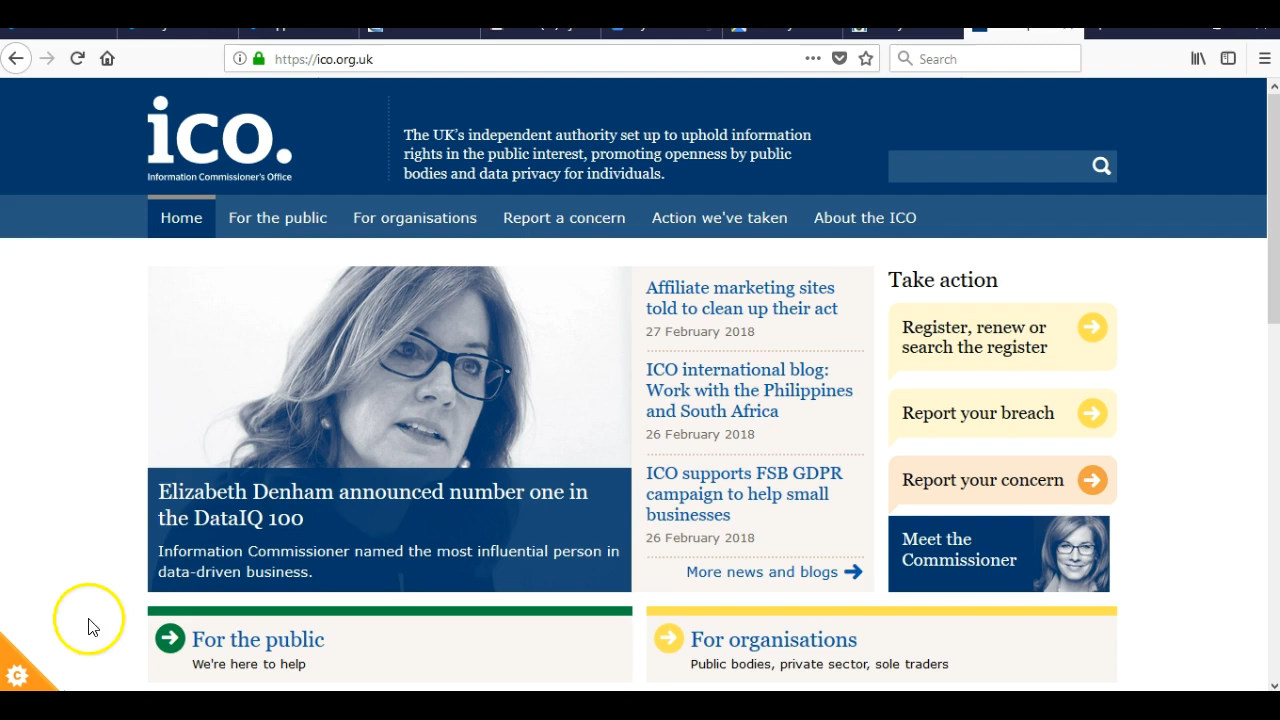 https://ico.org.uk
Search
ico.
Information Commissioner's Office
The UK's independent authority set up to uphold information
rights in the public interest, promoting openness by public
bodies and data privacy for individuals.
Home
For the public
For organisations
Report a concern
Action we've taken
About the ICO
Elizabeth Denham announced number one in
the DataIQ 100
Information Commissioner named the most influential person in
data-driven business.
Affiliate marketing sites
told to clean up their act
27 February 2018
ICO international blog:
Work with the Philippines
and South Africa
26 February 2018
ICO supports FSB GDPR
campaign to help small
businesses
26 February 2018
More news and blogs
Take action
Register, renew or
search the register
Report your breach
Report your concern
Meet the
Commissioner
For the public
We're here to help
For organisations
Public bodies, private sector, sole traders
C